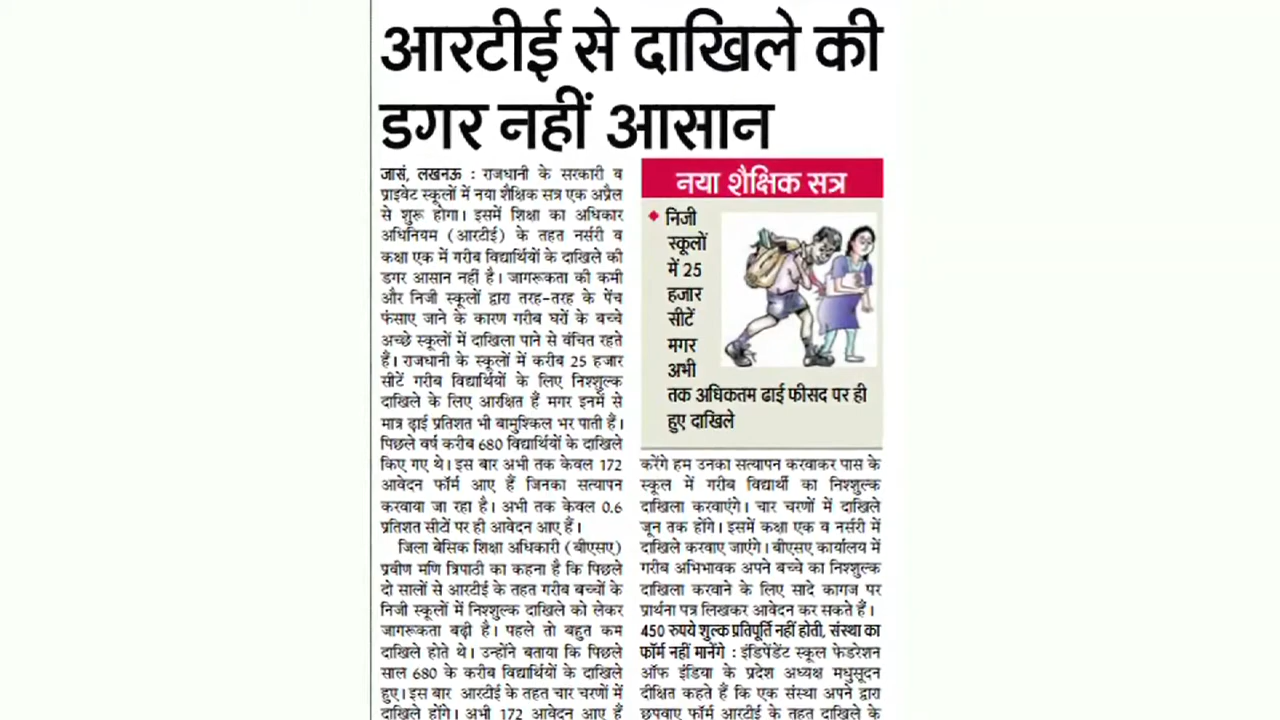 आरटीई से दाखिले की
डगर नहीं आसान
जासं, लखनऊ : राजधानी के सरकारी व
प्राइवेट स्कूलों में नया शैक्षिक सत्र एक अप्रैल
से शुरू होगा। इसमें शिक्षा का अधिकार
अधिनियम (आरटीई) के तहत नर्सरी व
कक्षा एक में गरीब विद्यार्थियों के दाखिले की
डगर आसान नहीं है। जागरूकता की कमी
और निजी स्कूलों द्वारा तरह-तरह के पेंच
फंसाए जाने के कारण गरीब घरों के बच्चे
अच्छे स्कूलों में दाखिला पाने से वंचित रहते
हैं। राजधानी के स्कूलों में करीब 25 हजार
सीटें गरीब विद्यार्थियों के लिए निश्शुल्क
दाखिले के लिए आरक्षित हैं मगर इनमें से
मात्र ढ़ाई प्रतिशत भी बामुश्किल भर पाती हैं।
पिछले वर्ष करीब 680 विद्यार्थियों के दाखिले
किए गए थे। इस बार अभी तक केवल 172
आवेदन फॉर्म आए हैं जिनका सत्यापन
करवाया जा रहा है। अभी तक केवल 0.6
प्रतिशत सीटों पर ही आवेदन आए हैं।
जिला बेसिक शिक्षा अधिकारी (बीएसए)
प्रवीण मणि त्रिपाठी का कहना है कि पिछले
दो सालों से आरटीई के तहत गरीब बच्चों के
निजी स्कूलों में निश्शुल्क दाखिले को लेकर
जागरूकता बढ़ी है। पहले तो बहुत कम
दाखिले होते थे। उन्होंने बताया कि पिछले
साल 680 के करीब विद्यार्थियों के दाखिले
हुए। इस बार आरटीई के तहत चार चरणों में
दाखिले होंगे। अभी 172 आवेदन आए हैं
नया शैक्षिक सत्र
निजी
स्कूलों
में 25
हजार
सीटें
मगर
अभी
तक अधिकतम ढाई फीसद पर ही
हुए दाखिले
करेंगे हम उनका सत्यापन करवाकर पास के
स्कूल में गरीब विद्यार्थी का निश्शुल्क
दाखिला करवाएंगे। चार चरणों में दाखिले
जून तक होंगे। इसमें कक्षा एक व नर्सरी में
दाखिले करवाए जाएंगे। बीएसए कार्यालय में
गरीब अभिभावक अपने बच्चे का निश्शुल्क
दाखिला करवाने के लिए सादे कागज पर
प्रार्थना पत्र लिखकर आवेदन कर सकते हैं।
450 रुपये शुल्क प्रतिपूर्ति नहीं होती, संस्था का
फॉर्म नहीं मानेंगे : इंडिपेंडेंट स्कूल फेडरेशन
ऑफ इंडिया के प्रदेश अध्यक्ष मधुसूदन
दीक्षित कहते हैं कि एक संस्था अपने द्वारा
छपवाए फॉर्म आरटीई के तहत दाखिले के